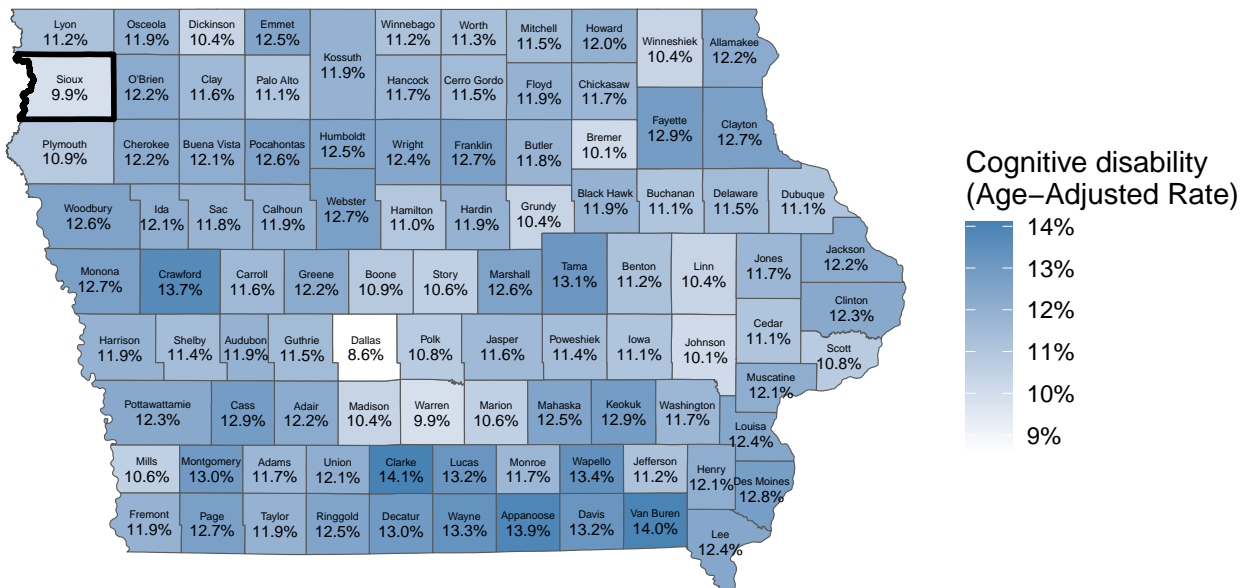 Lyon
11.2%
Osceola
11.9%
Dickinson
10.4%
Emmet
12.5%
Kossuth
11.9%
Winnebago
11.2%
Worth
11.3%
Mitchell
11.5%
Howard
12.0%
Winneshiek
10.4%
Allamakee
12.2%
Sioux
9.9%
O'Brien
12.2%
Clay
11.6%
Palo Alto
11.1%
Hancock
11.7%
Cerro Gordo
11.5%
Floyd
11.9%
Chickasaw
11.7%
Fayette
12.9%
Clayton
12.7%
Plymouth
10.9%
Cherokee
12.2%
Buena Vista
12.1%
Pocahontas
12.6%
Humboldt
12.5%
Wright
12.4%
Franklin
12.7%
Butler
11.8%
Bremer
10.1%
Woodbury
12.6%
Ida
12.1%
Sac
11.8%
Calhoun
11.9%
Webster
12.7%
Hamilton
11.0%
Hardin
11.9%
Grundy
10.4%
Black Hawk
11.9%
Buchanan
11.1%
Delaware
11.5%
Dubuque
11.1%
Monona
12.7%
Crawford
13.7%
Carroll
11.6%
Greene
12.2%
Boone
10.9%
Story
10.6%
Marshall
12.6%
Tama
13.1%
Benton
11.2%
Linn
10.4%
Jones
11.7%
Jackson
12.2%
Clinton
12.3%
Harrison
11.9%
Shelby
11.4%
Audubon
11.9%
Guthrie
11.5%
Dallas
8.6%
Polk
10.8%
Jasper
11.6%
Poweshiek
11.4%
Iowa
11.1%
Johnson
10.1%
Cedar
11.1%
Scott
10.8%
Muscatine
12.1%
Pottawattamie
12.3%
Cass
12.9%
Adair
12.2%
Madison
10.4%
Warren
9.9%
Marion
10.6%
Mahaska
12.5%
Keokuk
12.9%
Washington
11.7%
Louisa
12.4%
Mills
10.6%
Montgomery
13.0%
Adams
11.7%
Union
12.1%
Clarke
14.1%
Lucas
13.2%
Monroe
11.7%
Wapello
13.4%
Jefferson
11.2%
Henry
12.1%
Des Moines
12.8%
Fremont
11.9%
Page
12.7%
Taylor
11.9%
Ringgold
12.5%
Decatur
13.0%
Wayne
13.3%
Appanoose
13.9%
Davis
13.2%
Van Buren
14.0%
Lee
12.4%
Cognitive disability
(Age−Adjusted Rate)
14%
13%
12%
11%
10%
9%